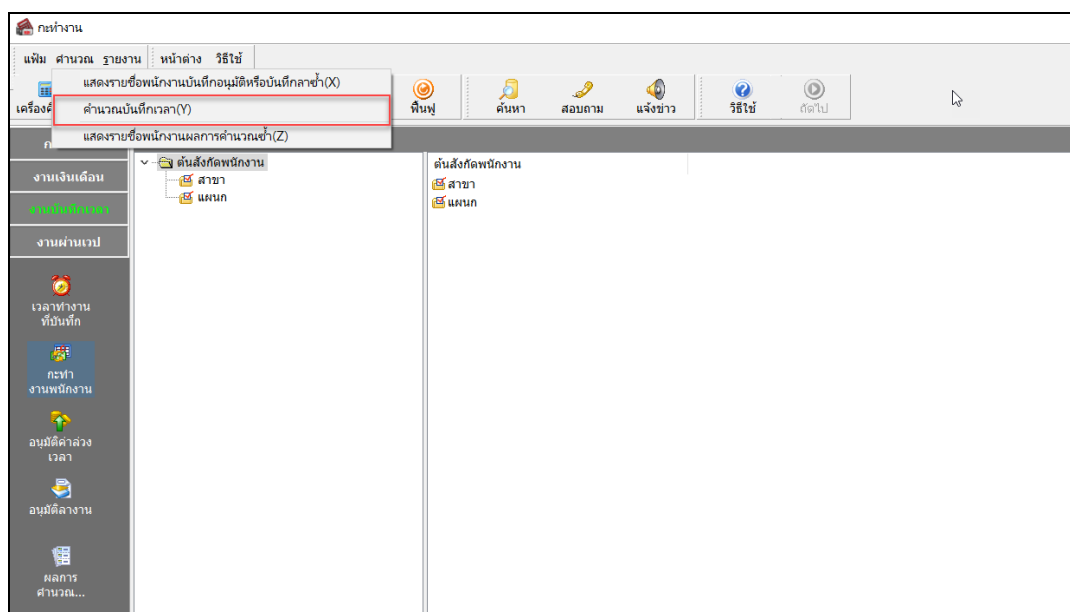 กะทำงาน
แฟ้ม คำนวณ รายงาน หน้าต่าง วิธีใช้
แสดงรายชื่อพนักงานบันทึกอนุมัติหรือบันทึกลาซ้ำ(X)
คำนวณบันทึกเวลา(Y)
แสดงรายชื่อพนักงานผลการคำนวณซ้ำ(Z)
ฟื้นฟู ค้นหา สอบถาม แจ้งข่าว วิธีใช้ ถัดไป
งานเงินเดือน
งานบันทึกเวลา
งานผ่านเวป
เวลาทำงาน
ที่บันทึก
กะทำ
งานพนักงาน
อนุมัติค่าล่วง
เวลา
อนุมัติลางาน
ผลการ
คำนวณ...
ต้นสังกัดพนักงาน
สาขา
แผนก
ต้นสังกัดพนักงาน
สาขา
แผนก